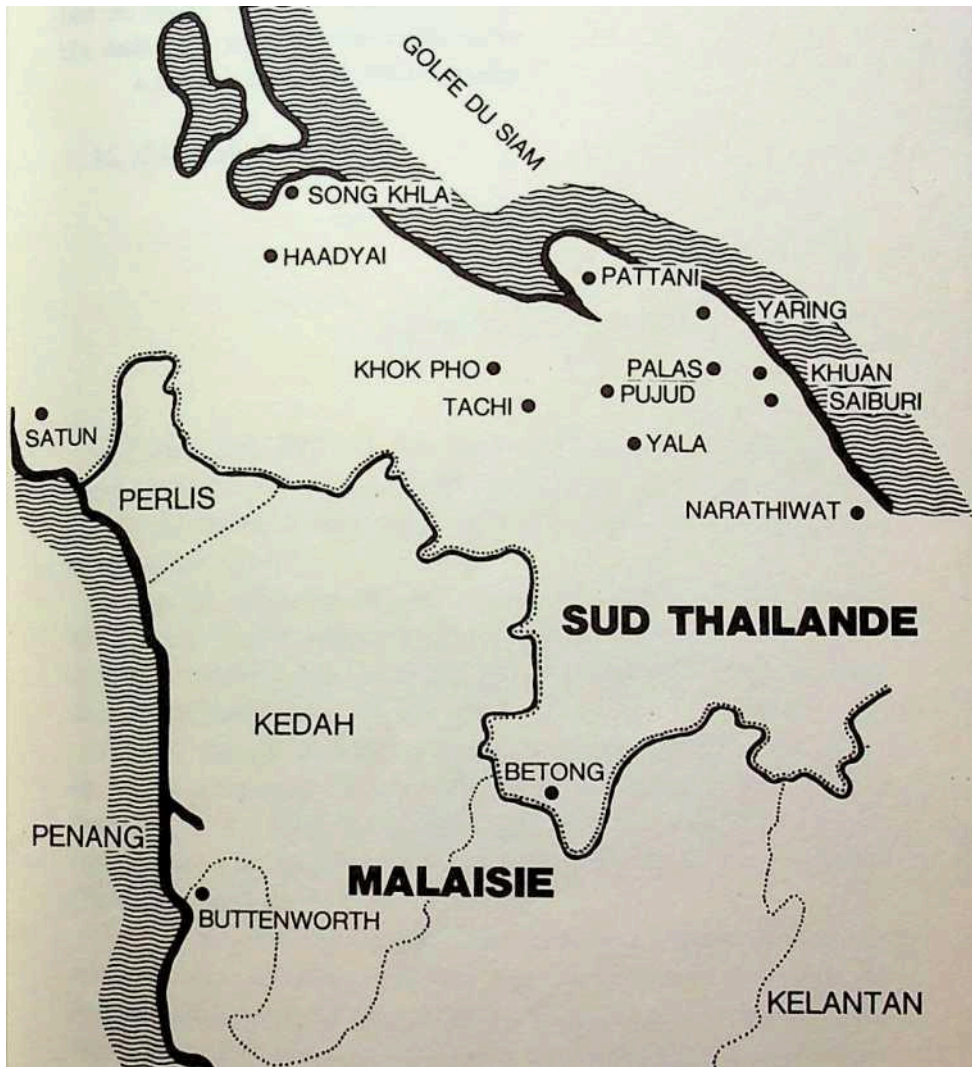 GOLFE DU SIAM
SONG KHLA
HAADYAI
PATTANI
YARING
KHOK PHO
PALAS
KHUAN
TACHI
PUJUD
SAIBURI
SATUN
YALA
PERLIS
NARATHIWAT
SUD THAILANDE
KEDAH
BETONG
PENANG
MALAISIE
BUTTENWORTH
KELANTAN